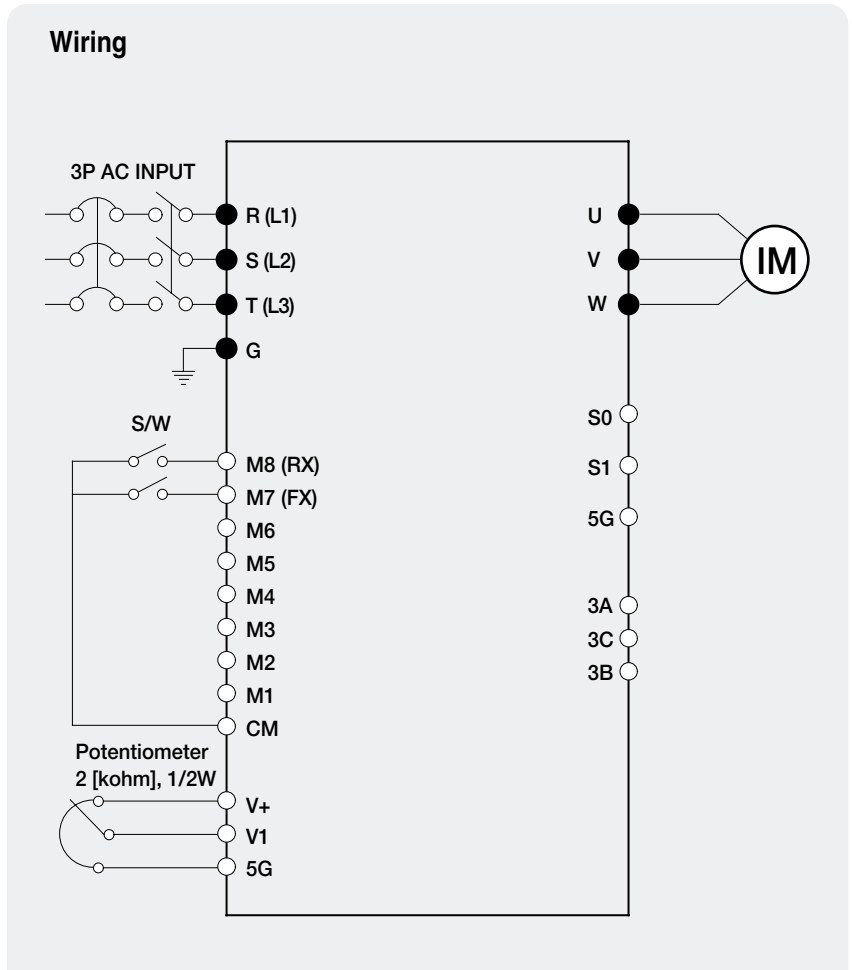 Wiring
3P AC INPUT
R (L1)
S (L2)
T (L3)
G
S/W
M8 (RX)
M7 (FX)
M6
M5
M4
M3
M2
M1
CM
Potentiometer
2 [kohm], 1/2W
V+
V1
5G
U
V
W
IM
S0
S1
5G
3A
3C
3B